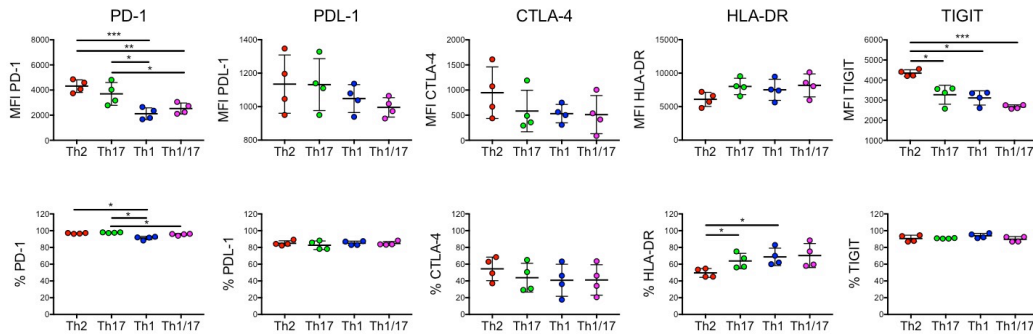 PD-1
PDL-1
CTLA-4
HLA-DR
TIGIT
MFI PD-1
6000
4000
2000
0
***
**
*
*
Th2 Th17 Th1 Th1/17
MFI PDL-1
1400
1300
1200
1100
1000
900
800
Th2 Th17 Th1 Th1/17
MFI CTLA-4
2000
1500
1000
500
0
Th2 Th17 Th1 Th1/17
MFI HLA-DR
15000
10000
5000
0
Th2 Th17 Th1 Th1/17
MFI TIGIT
6000
5000
4000
3000
2000
1000
***
*
*
Th2 Th17 Th1 Th1/17
% PD-1
120
100
80
60
40
20
0
*
*
*
Th2 Th17 Th1 Th1/17
% PDL-1
120
100
80
60
40
20
0
Th2 Th17 Th1 Th1/17
% CTLA-4
120
100
80
60
40
20
0
Th2 Th17 Th1 Th1/17
% HLA-DR
120
100
80
60
40
20
0
*
*
Th2 Th17 Th1 Th1/17
% TIGIT
120
100
80
60
40
20
0
Th2 Th17 Th1 Th1/17